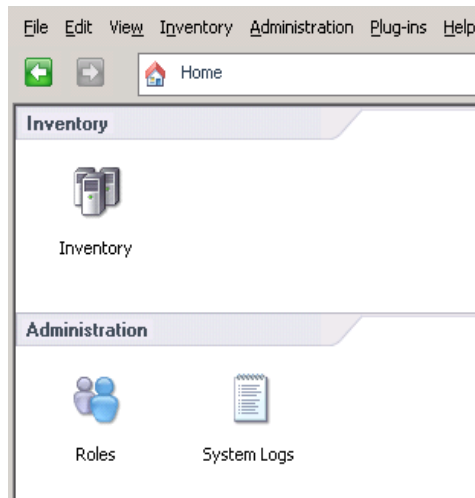 File Edit View Inventory Administration Plug-ins Help
Home
Inventory
Inventory
Administration
Roles System Logs